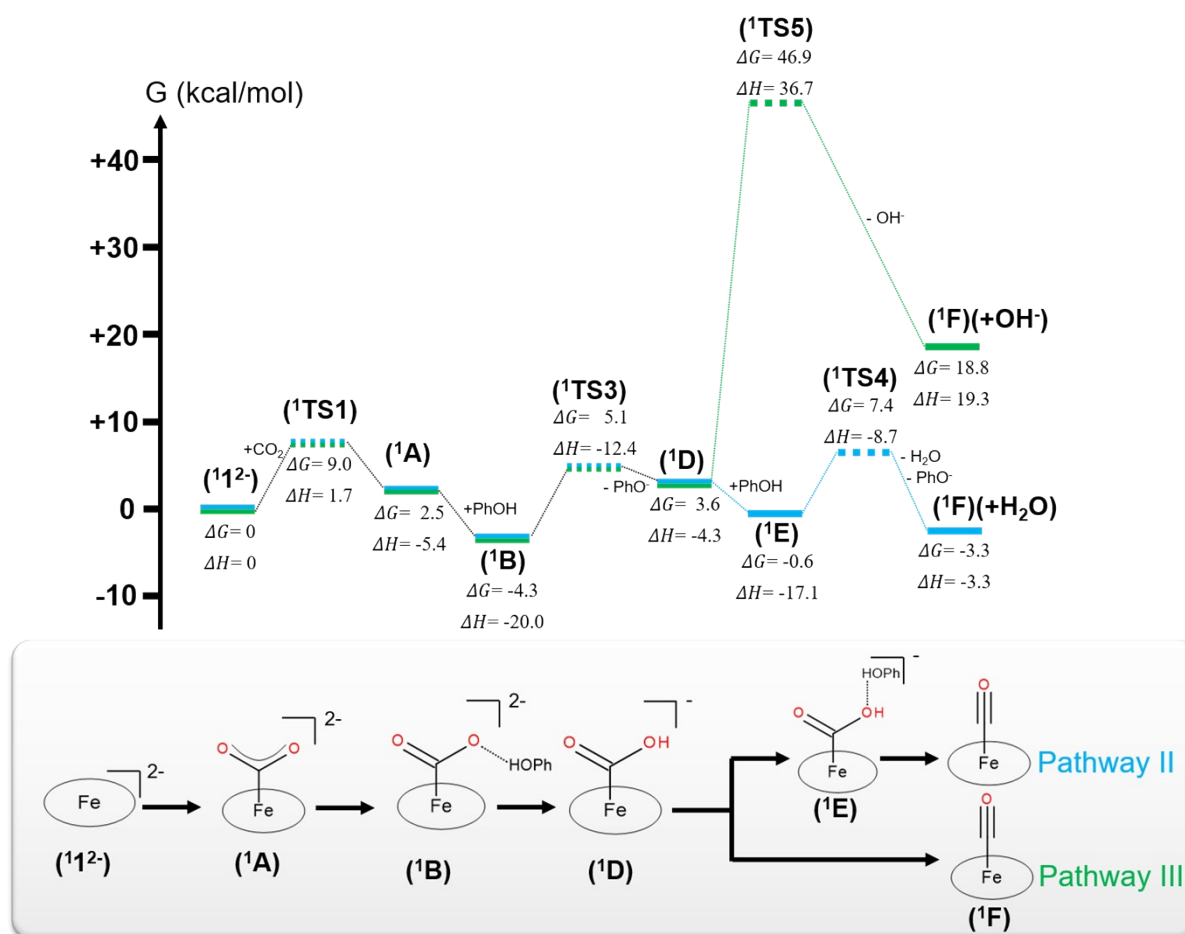 (¹TS5)
ΔG= 46.9
ΔH= 36.7
G (kcal/mol)
+40
+30
+20
+10
0
-10
- OH⁻
(¹F)(+OH⁻)
ΔG= 18.8
ΔH= 19.3
(¹TS4)
ΔG= 7.4
ΔH= -8.7
- H₂O
- PhO⁻
(¹F)(+H₂O)
ΔG= -3.3
ΔH= -3.3
(¹TS3)
ΔG= 5.1
ΔH= -12.4
- PhO⁻
(¹D)
ΔG= 3.6
ΔH= -4.3
+PhOH
(¹E)
ΔG= -0.6
ΔH= -17.1
(¹TS1)
+CO₂
ΔG= 9.0
ΔH= 1.7
(¹A)
ΔG= 2.5
ΔH= -5.4
+PhOH
(¹1²⁻)
ΔG= 0
ΔH= 0
(¹B)
ΔG= -4.3
ΔH= -20.0
Fe
2-
(¹1²⁻)
O
O
2-
Fe
(¹A)
O
O
HOPh
2-
Fe
(¹B)
O
OH
-
Fe
(¹D)
HOPh
-
O
OH
Fe
(¹E)
O
Fe
Pathway II
O
Fe
Pathway III
(¹F)